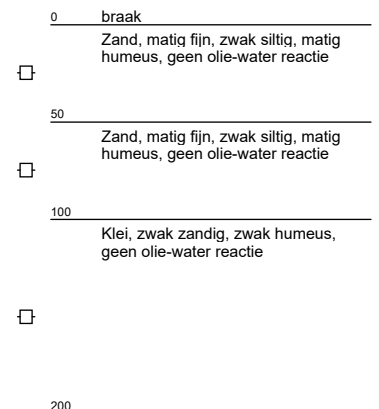 0 braak
Zand, matig fijn, zwak siltig, matig
humeus, geen olie-water reactie
50
Zand, matig fijn, zwak siltig, matig
humeus, geen olie-water reactie
100
Klei, zwak zandig, zwak humeus,
geen olie-water reactie
200